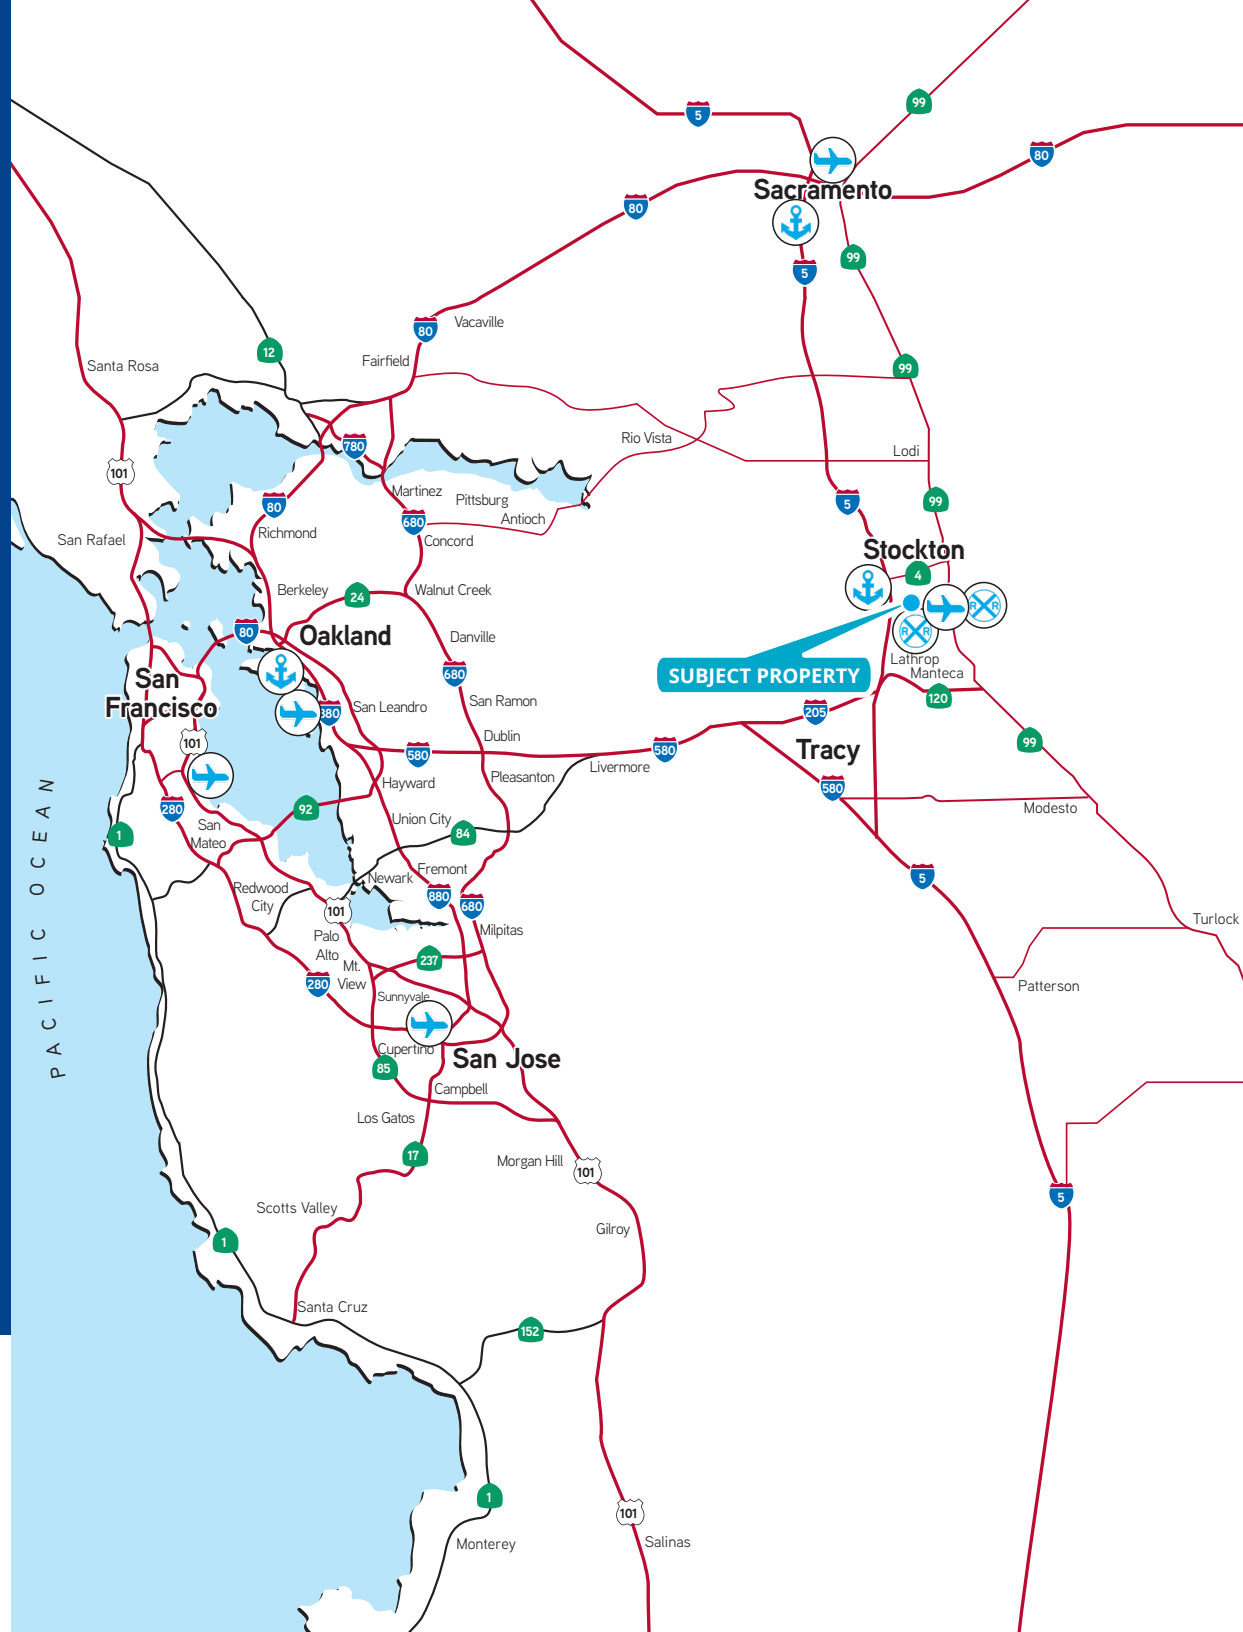 99
5
80
Sacramento
80
99
5
80
Vacaville
12
Fairfield
Santa Rosa
99
780
Rio Vista
Lodi
101
Martinez
Pittsburg
80
99
5
Antioch
680
Richmond
San Rafael
Concord
Stockton
4
Berkeley
24
Walnut Creek
R R
80
Oakland
Danville
R R
Lathrop
Manteca
SUBJECT PROPERTY
680
San
Francisco
120
San Ramon
San Leandro
880
205
Dublin
101
580
580
99
Tracy
Livermore
Pleasanton
Hayward
580
280
92
Modesto
Union City
San
Mateo
1
84
PACIFIC OCEAN
Fremont
Newark
5
Redwood
City
880
680
101
Turlock
Milpitas
Palo
Alto
237
Mt.
View
280
Patterson
Sunnyvale
Cupertino
San Jose
85
Campbell
Los Gatos
17
Morgan Hill
101
5
Scotts Valley
Gilroy
1
Santa Cruz
152
1
101
Monterey
Salinas